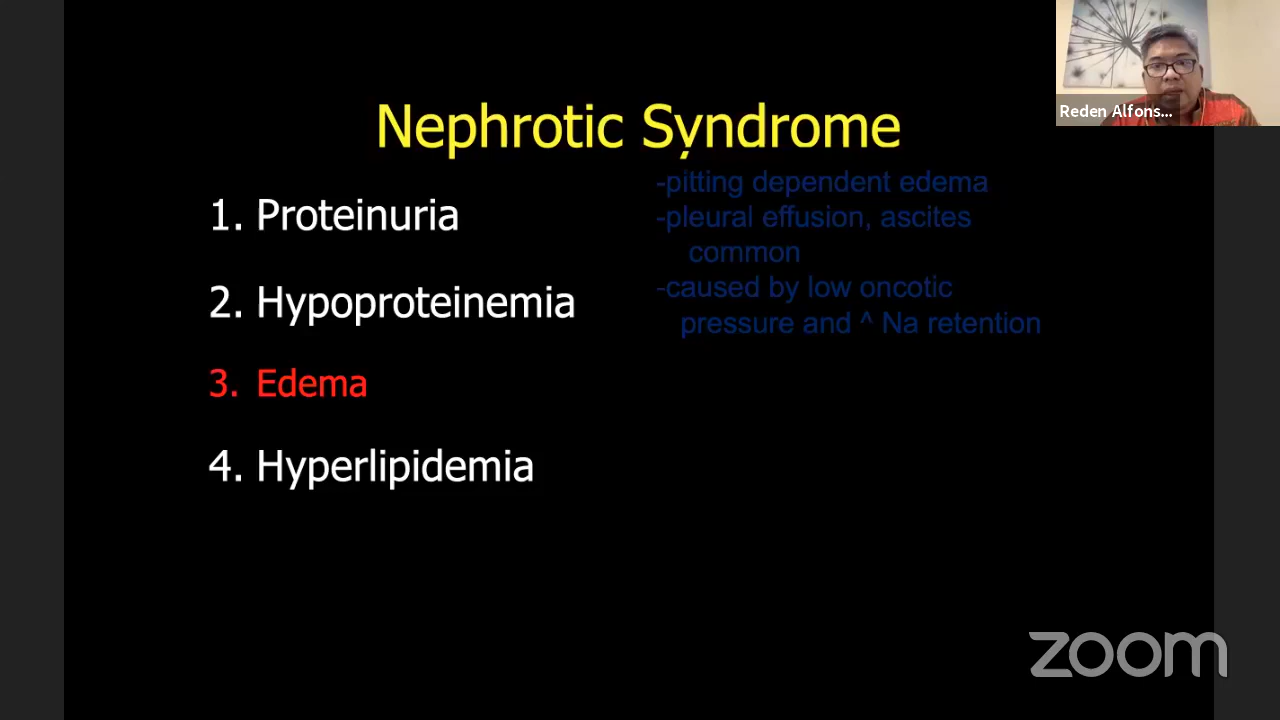 Reden Alfons...
Nephrotic Syndrome
1. Proteinuria
2. Hypoproteinemia
3. Edema
4. Hyperlipidemia
-pitting dependent edema
-pleural effusion, ascites
common
-caused by low oncotic
pressure and ^ Na retention
zoom